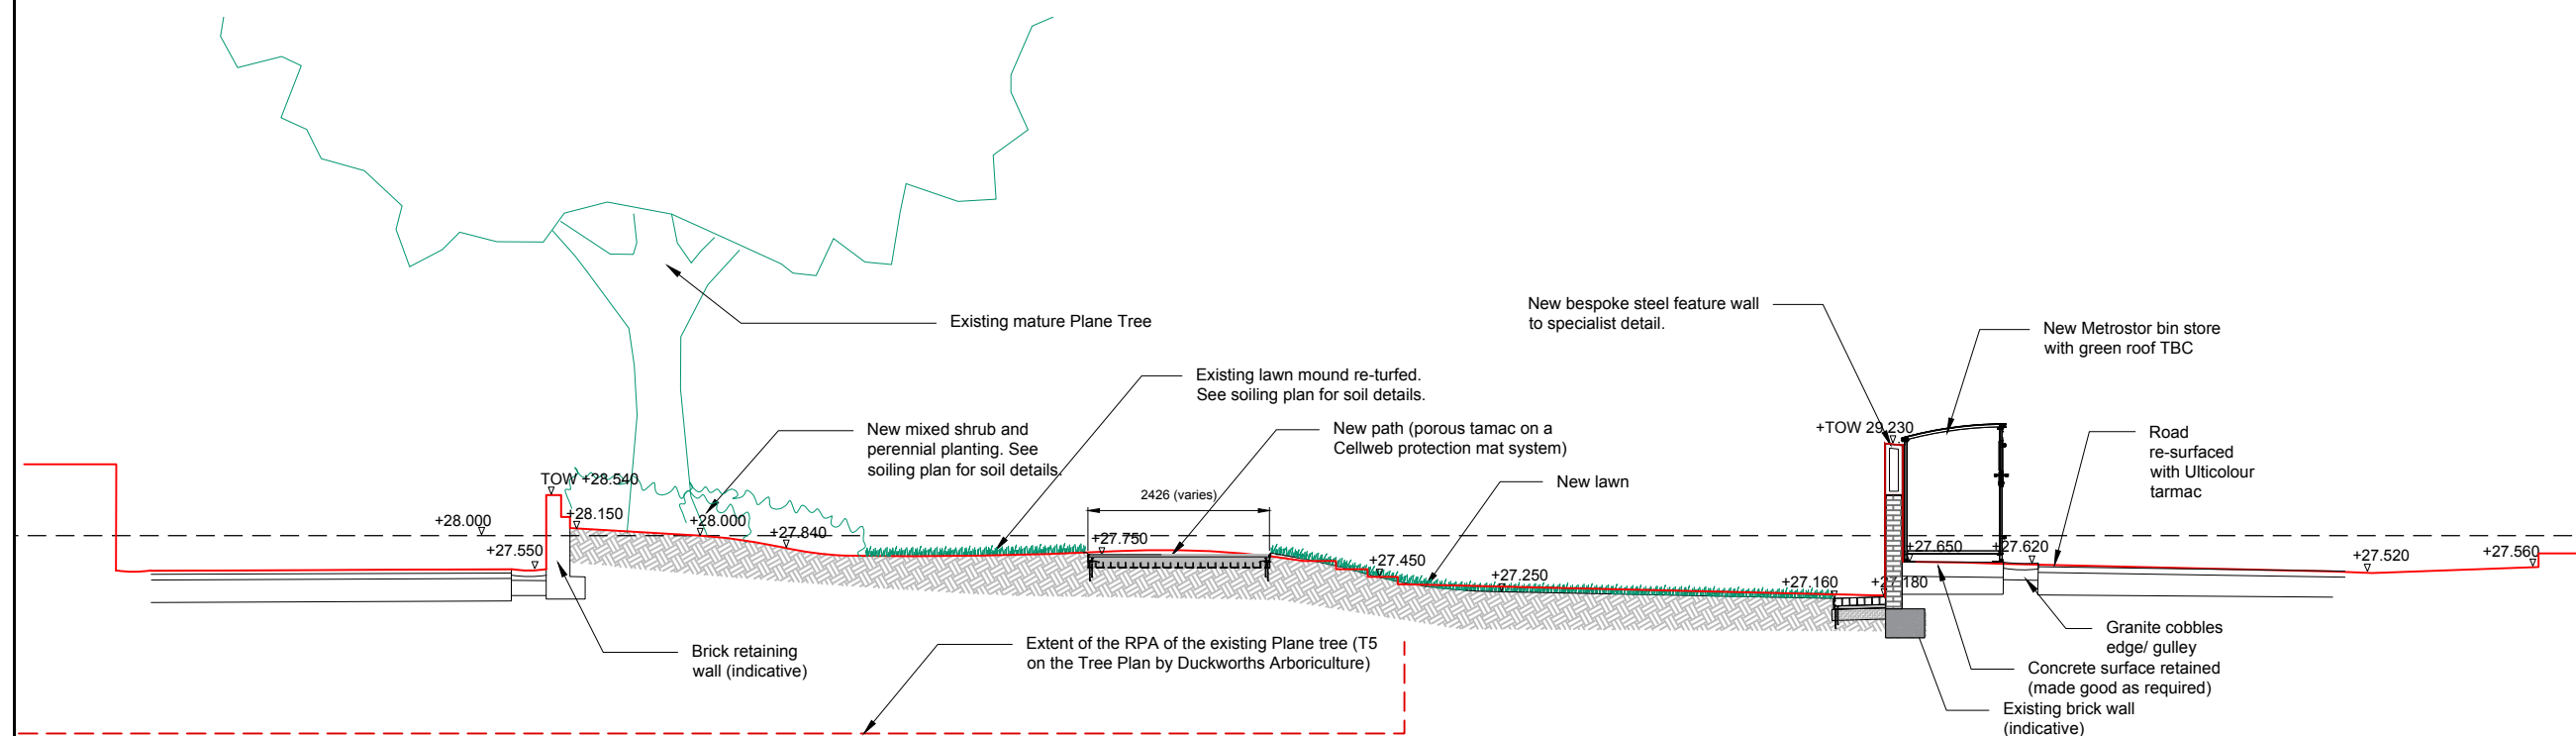 Existing mature Plane Tree
New bespoke steel feature wall
to specialist detail.
New Metrostor bin store
with green roof TBC
Existing lawn mound re-turfed.
See soiling plan for soil details.
New mixed shrub and
perennial planting. See
soiling plan for soil details.
New path (porous tamac on a
Cellweb protection mat system)
+TOW 29.230
Road
re-surfaced
with Ulticolour
tarmac
TOW +28.540
2426 (varies)
New lawn
+28.000
+28.150
+28.000
+27.840
+27.550
+27.750
+27.450
+27.250
+27.160
+27.180
+27.650
+27.620
+27.520
+27.560
Brick retaining
wall (indicative)
Extent of the RPA of the existing Plane tree (T5
on the Tree Plan by Duckworths Arboriculture)
Granite cobbles
edge/ gulley
Concrete surface retained
(made good as required)
Existing brick wall
(indicative)